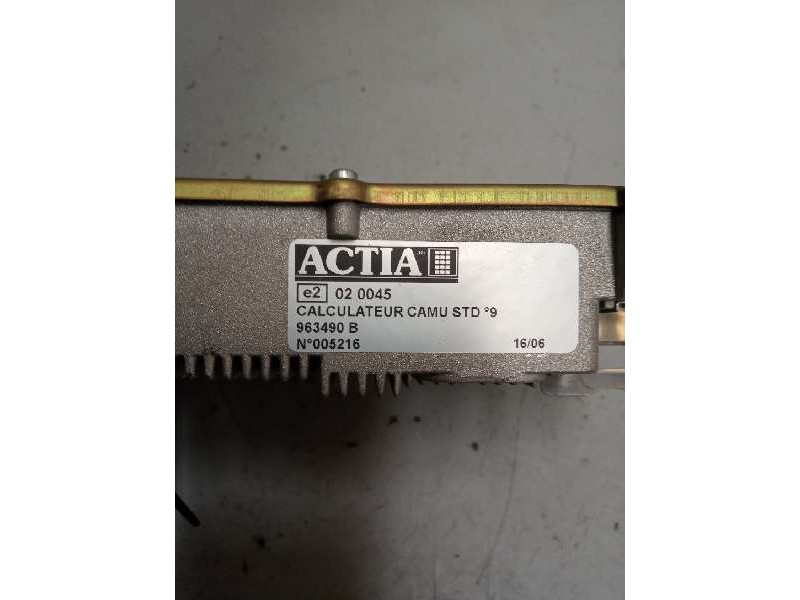 ACTIA
e2 02 0045
CALCULATEUR CAMU STD °9
963490 B
N°005216 16/06